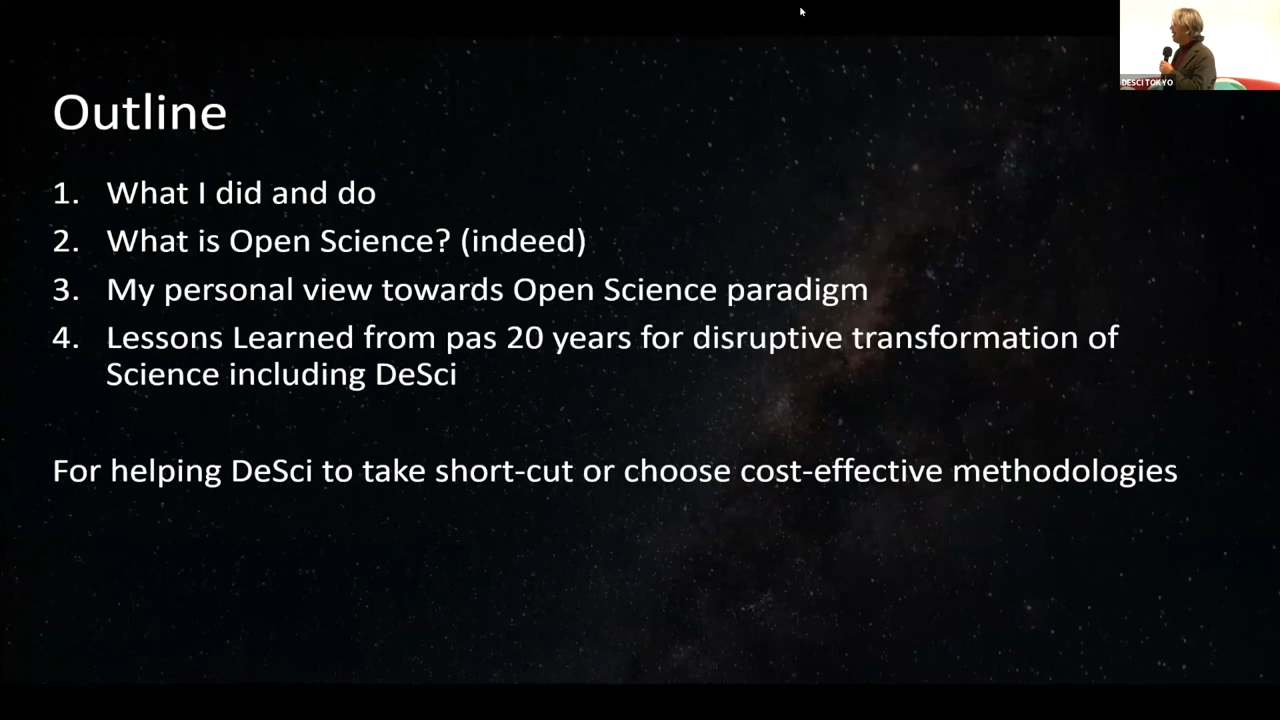 DESCI TOKYO
Outline
1. What I did and do
2. What is Open Science? (indeed)
3. My personal view towards Open Science paradigm
4. Lessons Learned from pas 20 years for disruptive transformation of
Science including DeSci
For helping DeSci to take short-cut or choose cost-effective methodologies